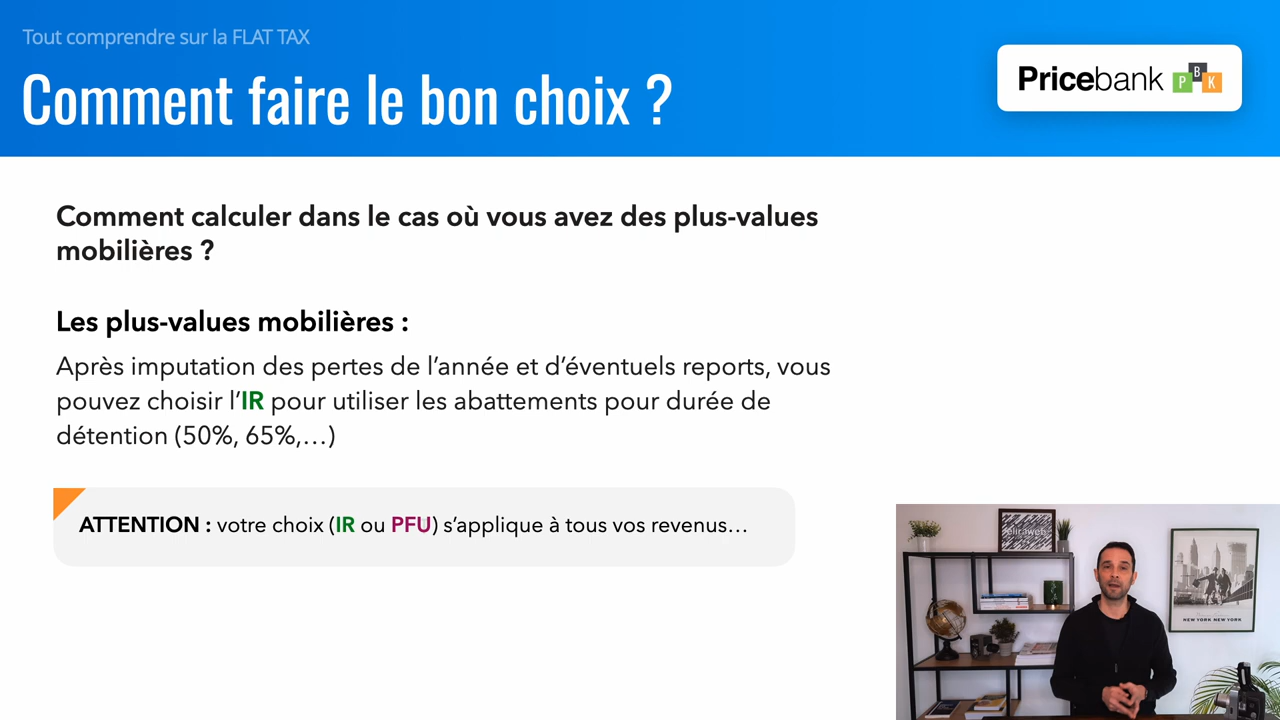 Tout comprendre sur la FLAT TAX
Comment faire le bon choix ?
Pricebank PBK
Comment calculer dans le cas où vous avez des plus-values
mobilières ?
Les plus-values mobilières :
Après imputation des pertes de l’année et d’éventuels reports, vous
pouvez choisir l’IR pour utiliser les abattements pour durée de
détention (50%, 65%,…)
ATTENTION : votre choix (IR ou PFU) s’applique à tous vos revenus…
NEW YORK NEW YORK